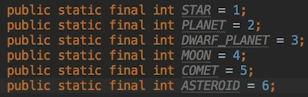 public static final int STAR = 1;
public static final int PLANET = 2;
public static final int DWARF_PLANET = 3;
public static final int MOON = 4;
public static final int COMET = 5;
public static final int ASTEROID = 6;